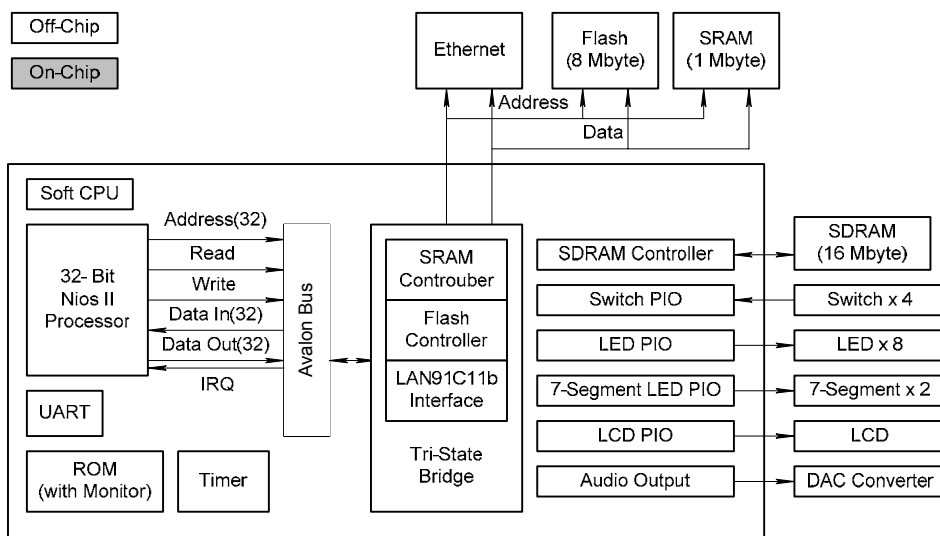 Off-Chip
On-Chip
Ethernet
Flash
(8 Mbyte)
SRAM
(1 Mbyte)
Address
Data
Soft CPU
32- Bit
Nios II
Processor
Address(32)
Read
Write
Data In(32)
Data Out(32)
IRQ
Avalon Bus
SRAM
Controuber
Flash
Controller
LAN91C11b
Interface
Tri-State
Bridge
UART
ROM
(with Monitor)
Timer
SDRAM Controller
SDRAM
(16 Mbyte)
Switch PIO
Switch x 4
LED PIO
LED x 8
7-Segment LED PIO
7-Segment x 2
LCD PIO
LCD
Audio Output
DAC Converter